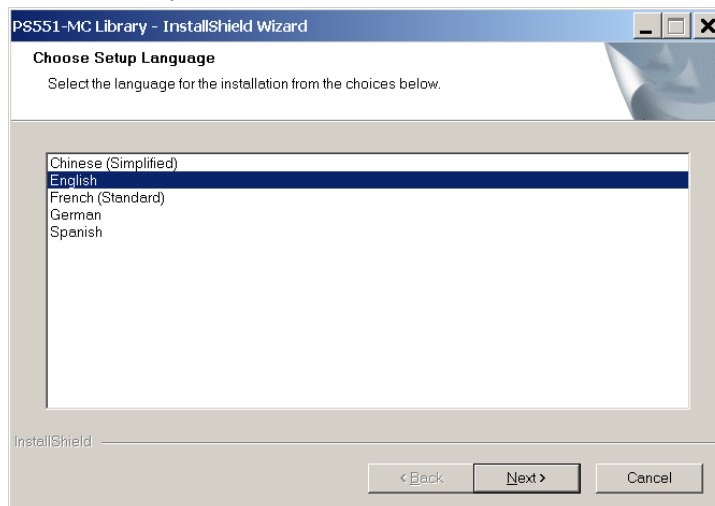 PS551-MC Library - InstallShield Wizard
Choose Setup Language
Select the language for the installation from the choices below.
Chinese (Simplified)
English
French (Standard)
German
Spanish
InstallShield
< Back
Next >
Cancel